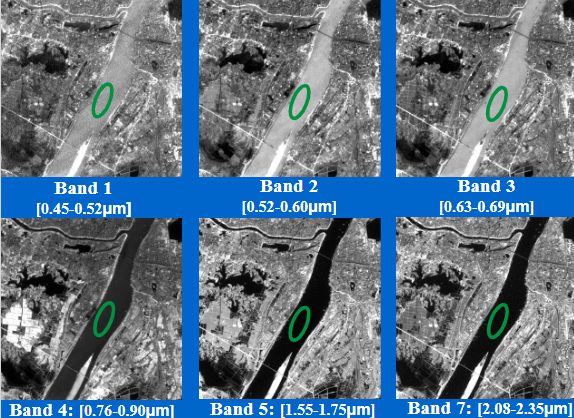 Band 1
[0.45-0.52μm]
Band 2
[0.52-0.60μm]
Band 3
[0.63-0.69μm]
Band 4: [0.76-0.90μm]
Band 5: [1.55-1.75μm]
Band 7: [2.08-2.35μm]